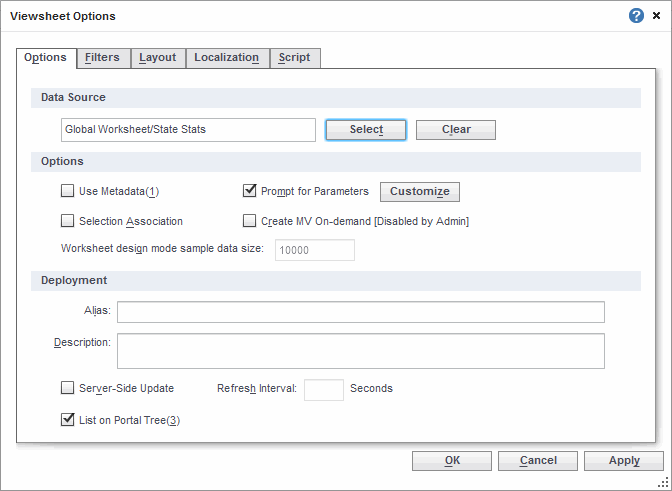 Viewsheet Options ?
Options Filters Layout Localization Script
Data Source
Global Worksheet/State Stats Select Clear
Options
Use Metadata(1) Prompt for Parameters Customize
Selection Association Create MV On-demand [Disabled by Admin]
Worksheet design mode sample data size: 10000
Deployment
Alias:
Description:
Server-Side Update Refresh Interval: Seconds
List on Portal Tree(3)
OK Cancel Apply